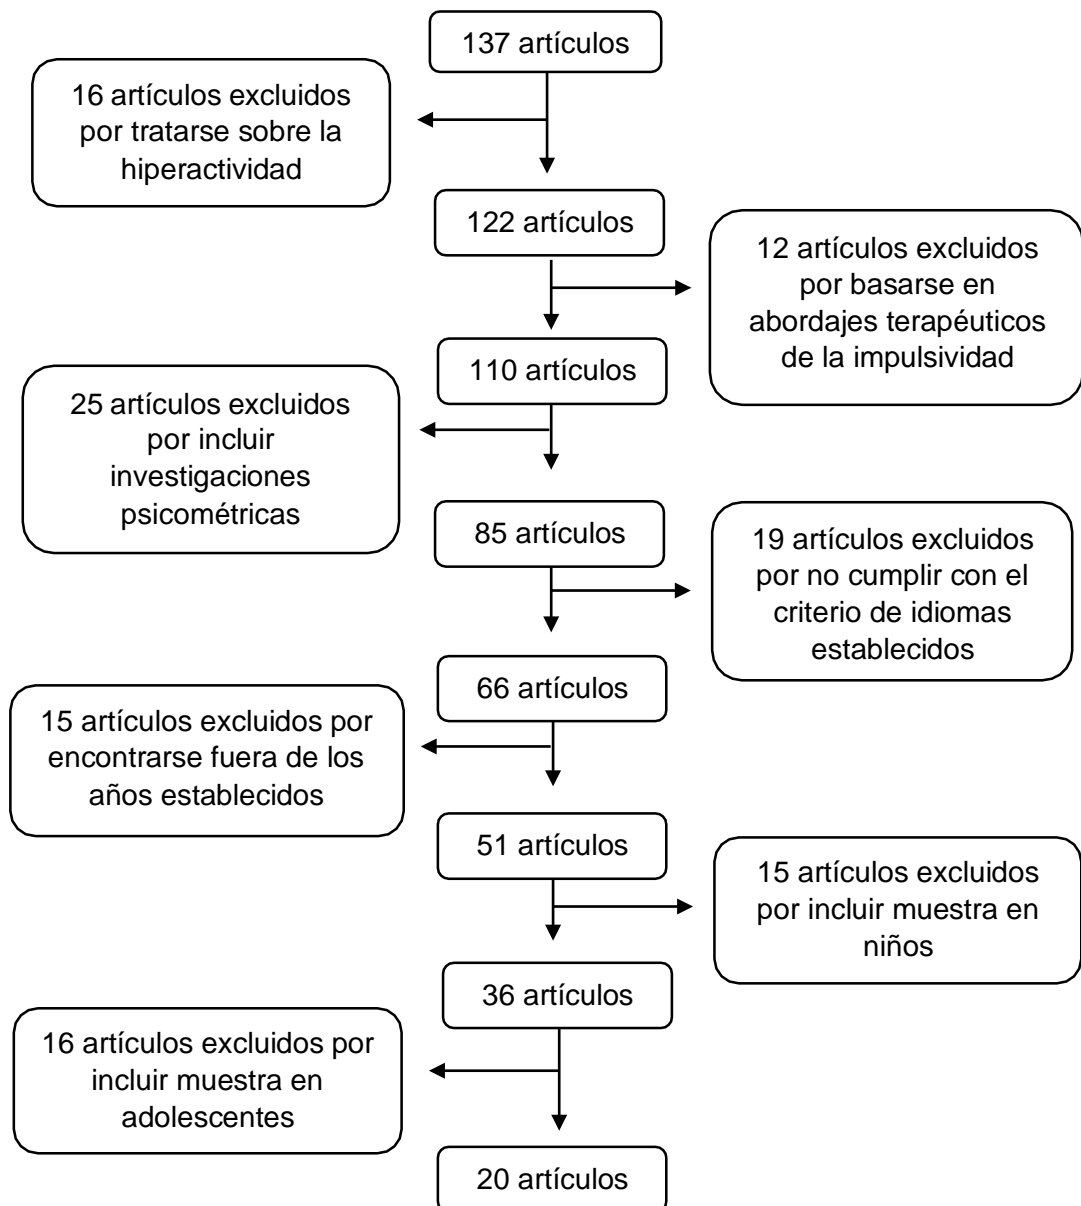 137 artículos
16 artículos excluidos
por tratarse sobre la
hiperactividad
122 artículos
12 artículos excluidos
por basarse en
abordajes terapéuticos
de la impulsividad
110 artículos
25 artículos excluidos
por incluir
investigaciones
psicométricas
85 artículos
19 artículos excluidos
por no cumplir con el
criterio de idiomas
establecidos
66 artículos
15 artículos excluidos por
encontrarse fuera de los
años establecidos
51 artículos
15 artículos excluidos
por incluir muestra en
niños
36 artículos
16 artículos excluidos por
incluir muestra en
adolescentes
20 artículos